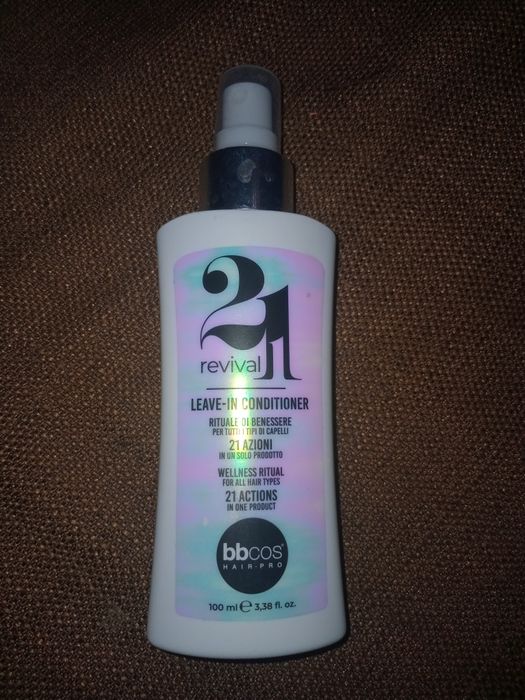 21
revival
LEAVE-IN CONDITIONER
RITUALE DI BENESSERE
PER TUTTI I TIPI DI CAPELLI
21 AZIONI
IN UN SOLO PRODOTTO
WELLNESS RITUAL
FOR ALL HAIR TYPES
21 ACTIONS
IN ONE PRODUCT
bbcos®
HAIR-PRO
100 ml ℮ 3,38 fl. oz.